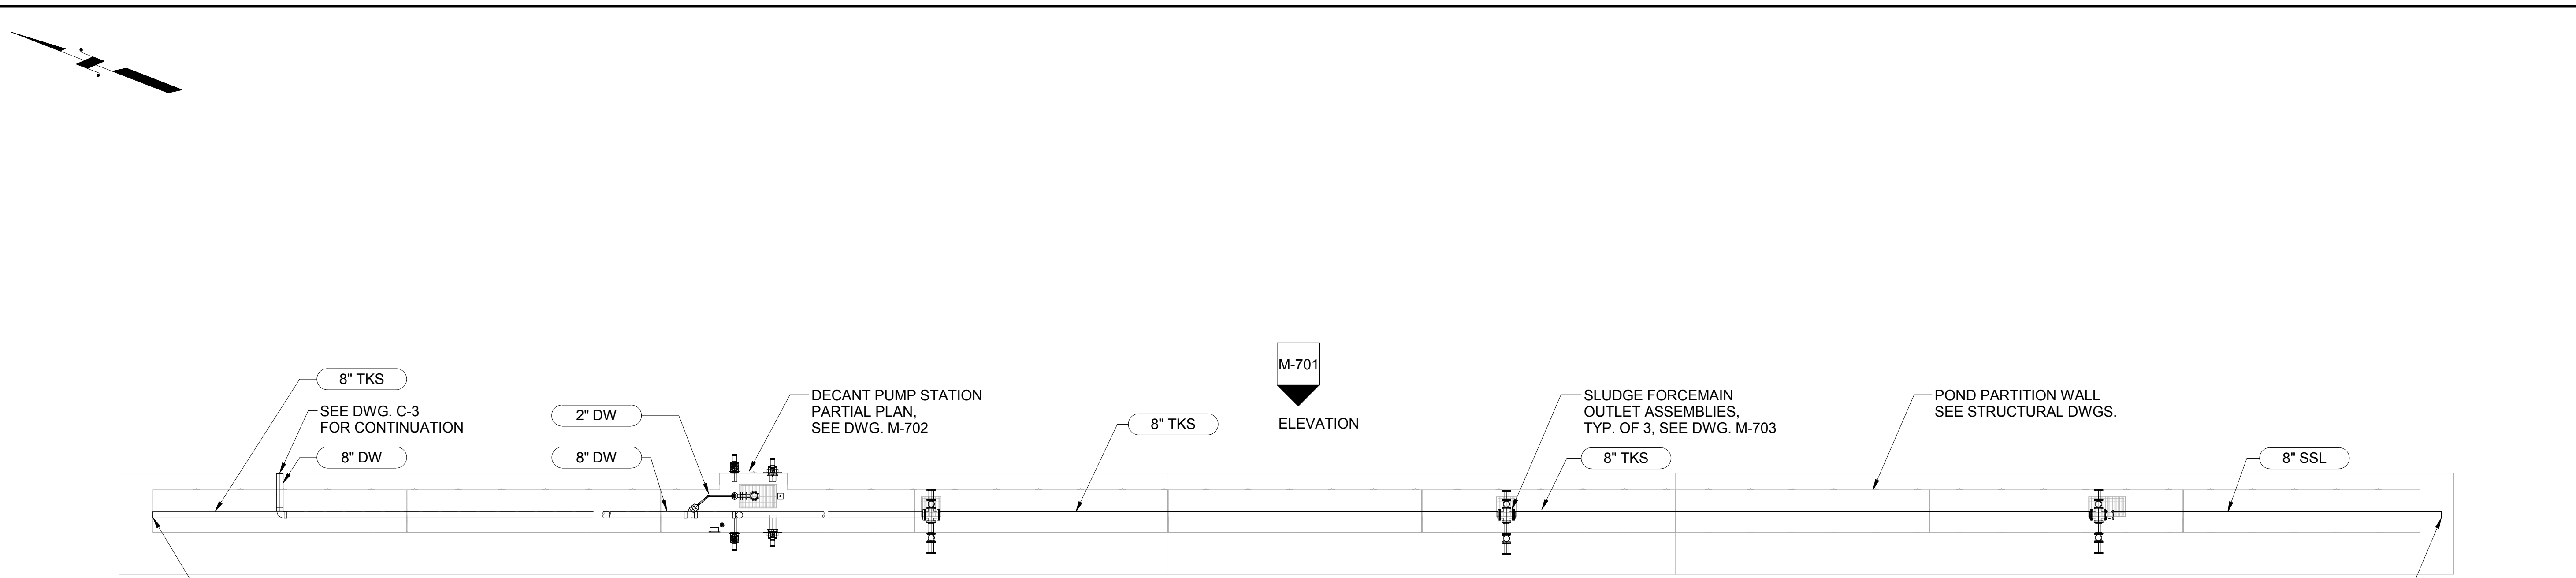 M-701
ELEVATION
8" TKS
SEE DWG. C-3
FOR CONTINUATION
8" DW
2" DW
8" DW
DECANT PUMP STATION
PARTIAL PLAN,
SEE DWG. M-702
8" TKS
SLUDGE FORCEMAIN
OUTLET ASSEMBLIES,
TYP. OF 3, SEE DWG. M-703
8" TKS
POND PARTITION WALL
SEE STRUCTURAL DWGS.
8" SSL